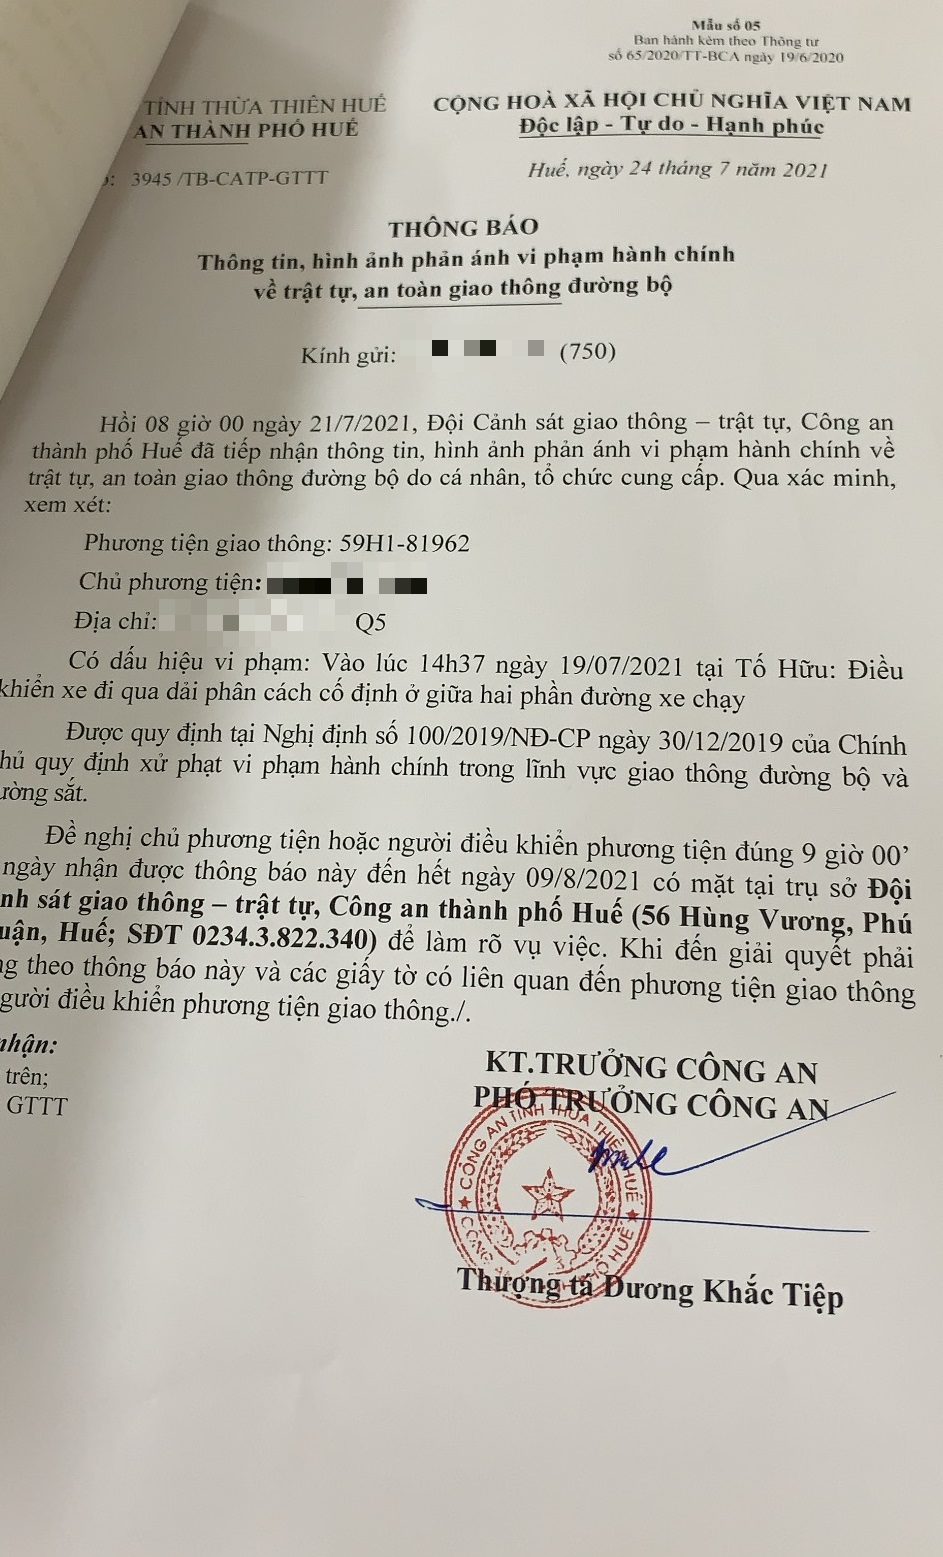 Mẫu số 05
Ban hành kèm theo Thông tư
số 65/2020/TT-BCA ngày 19/6/2020
TỈNH THỪA THIÊN HUẾ
AN THÀNH PHỐ HUẾ
CỘNG HOÀ XÃ HỘI CHỦ NGHĨA VIỆT NAM
Độc lập - Tự do - Hạnh phúc
: 3945 /TB-CATP-GTTT
Huế, ngày 24 tháng 7 năm 2021
THÔNG BÁO
Thông tin, hình ảnh phản ánh vi phạm hành chính
về trật tự, an toàn giao thông đường bộ
Kính gửi: (750)
Hồi 08 giờ 00 ngày 21/7/2021, Đội Cảnh sát giao thông – trật tự, Công an
thành phố Huế đã tiếp nhận thông tin, hình ảnh phản ánh vi phạm hành chính về
trật tự, an toàn giao thông đường bộ do cá nhân, tổ chức cung cấp. Qua xác minh,
xem xét:
Phương tiện giao thông: 59H1-81962
Chủ phương tiện:
Địa chỉ: Q5
Có dấu hiệu vi phạm: Vào lúc 14h37 ngày 19/07/2021 tại Tố Hữu: Điều
khiển xe đi qua dải phân cách cố định ở giữa hai phần đường xe chạy
Được quy định tại Nghị định số 100/2019/NĐ-CP ngày 30/12/2019 của Chính
hủ quy định xử phạt vi phạm hành chính trong lĩnh vực giao thông đường bộ và
ường sắt.
Đề nghị chủ phương tiện hoặc người điều khiển phương tiện đúng 9 giờ 00’
ngày nhận được thông báo này đến hết ngày 09/8/2021 có mặt tại trụ sở Đội
nh sát giao thông – trật tự, Công an thành phố Huế (56 Hùng Vương, Phú
uận, Huế; SĐT 0234.3.822.340) để làm rõ vụ việc. Khi đến giải quyết phải
ng theo thông báo này và các giấy tờ có liên quan đến phương tiện giao thông
gười điều khiển phương tiện giao thông./.
nhận:
trên;
GTTT
KT.TRƯỞNG CÔNG AN
PHÓ TRƯỞNG CÔNG AN
CÔNG AN TỈNH THỪA THIÊN HUẾ
Thượng tá Dương Khắc Tiệp